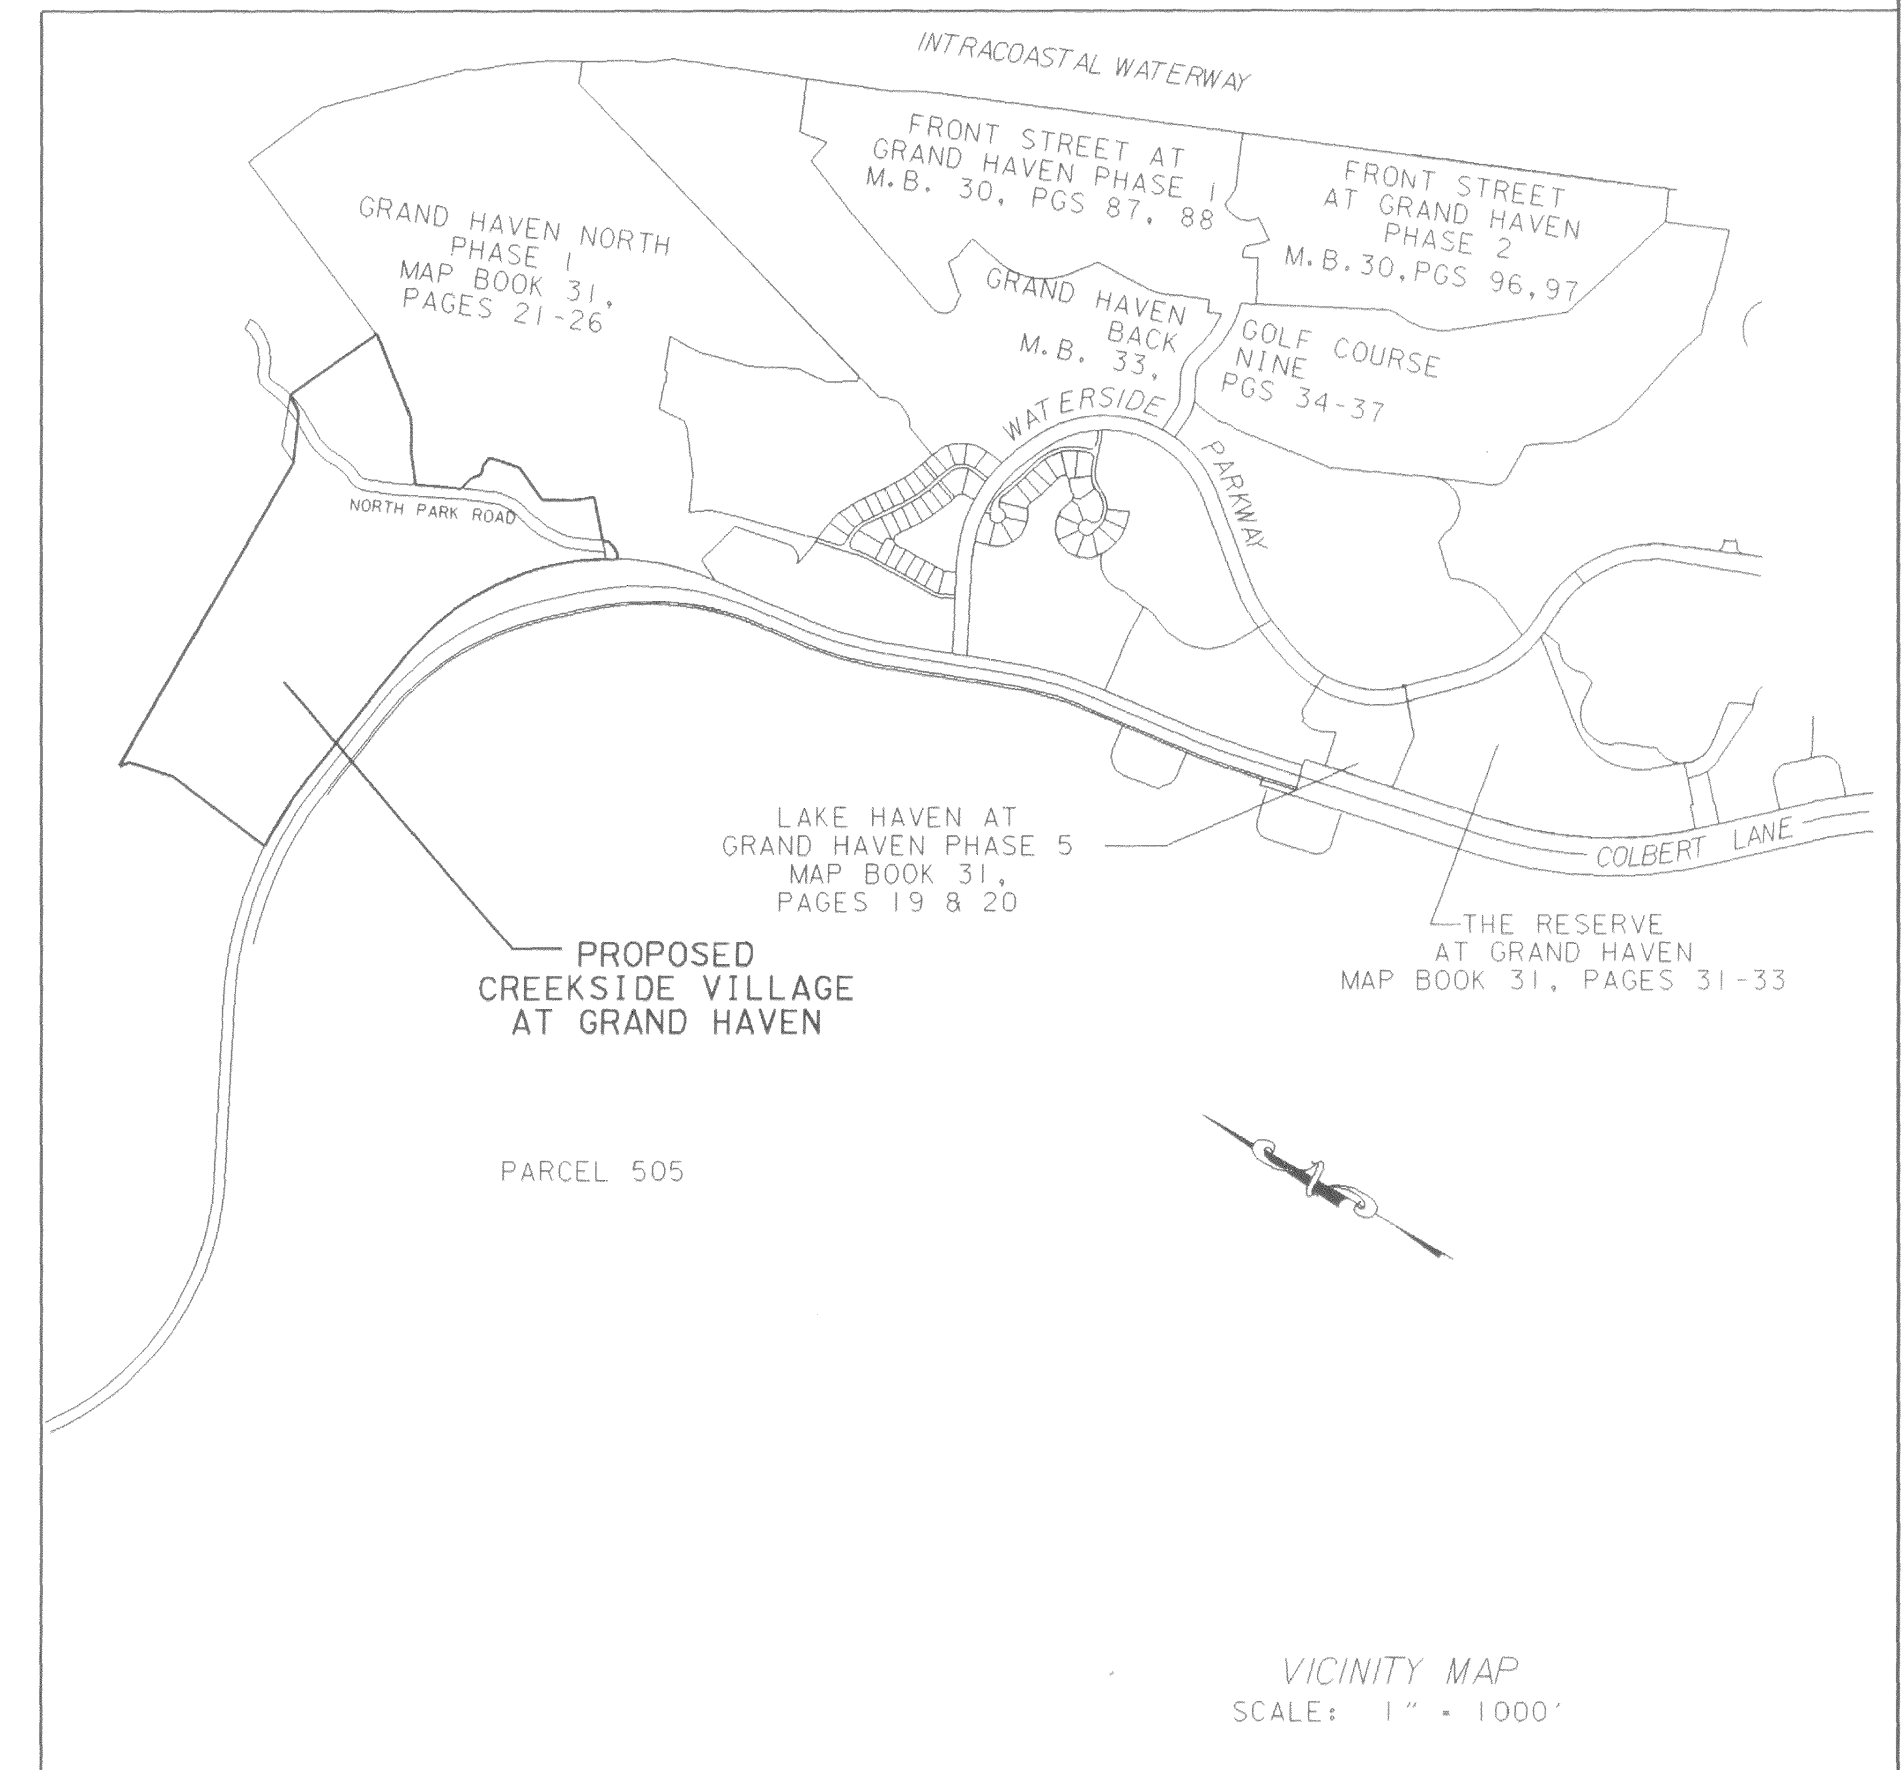 INTRACOASTAL WATERWAY
FRONT STREET AT
GRAND HAVEN PHASE 1
M.B. 30, PGS 87, 88
FRONT STREET
AT GRAND HAVEN
PHASE 2
M.B.30,PGS 96,97
GRAND HAVEN NORTH
PHASE 1
MAP BOOK 31,
PAGES 21-26
GRAND HAVEN
BACK
M.B. 33,
GOLF COURSE
NINE
PGS 34-37
WATERSIDE
PARKWAY
NORTH PARK ROAD
LAKE HAVEN AT
GRAND HAVEN PHASE 5
MAP BOOK 31,
PAGES 19 & 20
COLBERT LANE
THE RESERVE
AT GRAND HAVEN
MAP BOOK 31, PAGES 31-33
PROPOSED
CREEKSIDE VILLAGE
AT GRAND HAVEN
PARCEL 505
VICINITY MAP
SCALE: 1" = 1000'